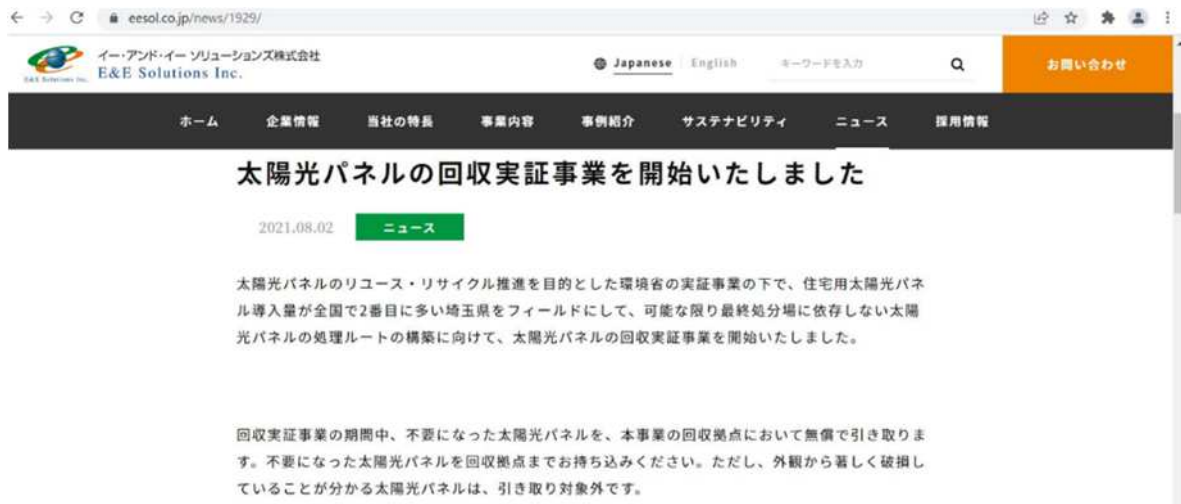 eesol.co.jp/news/1929/
イー・アンド・イー ソリューションズ株式会社
E&E Solutions Inc.
E&E Solutions Inc.
Japanese English
キーワードを入力
お問い合わせ
ホーム 企業情報 当社の特長 事業内容 事例紹介 サステナビリティ ニュース 採用情報
太陽光パネルの回収実証事業を開始いたしました
2021.08.02 ニュース
太陽光パネルのリユース・リサイクル推進を目的とした環境省の実証事業の下で、住宅用太陽光パネ
ル導入量が全国で2番目に多い埼玉県をフィールドにして、可能な限り最終処分場に依存しない太陽
光パネルの処理ルートの構築に向けて、太陽光パネルの回収実証事業を開始いたしました。
回収実証事業の期間中、不要になった太陽光パネルを、本事業の回収拠点において無償で引き取りま
す。不要になった太陽光パネルを回収拠点までお持ち込みください。ただし、外観から著しく破損し
ていることが分かる太陽光パネルは、引き取り対象外です。